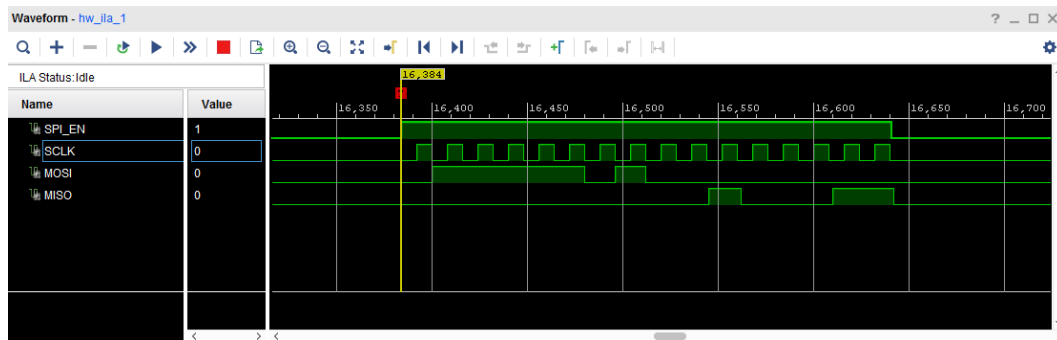 Waveform - hw_ila_1
ILA Status:Idle
Name Value
SPI_EN 1
SCLK 0
MOSI 0
MISO 0
16,384
16,350 16,400 16,450 16,500 16,550 16,600 16,650 16,700